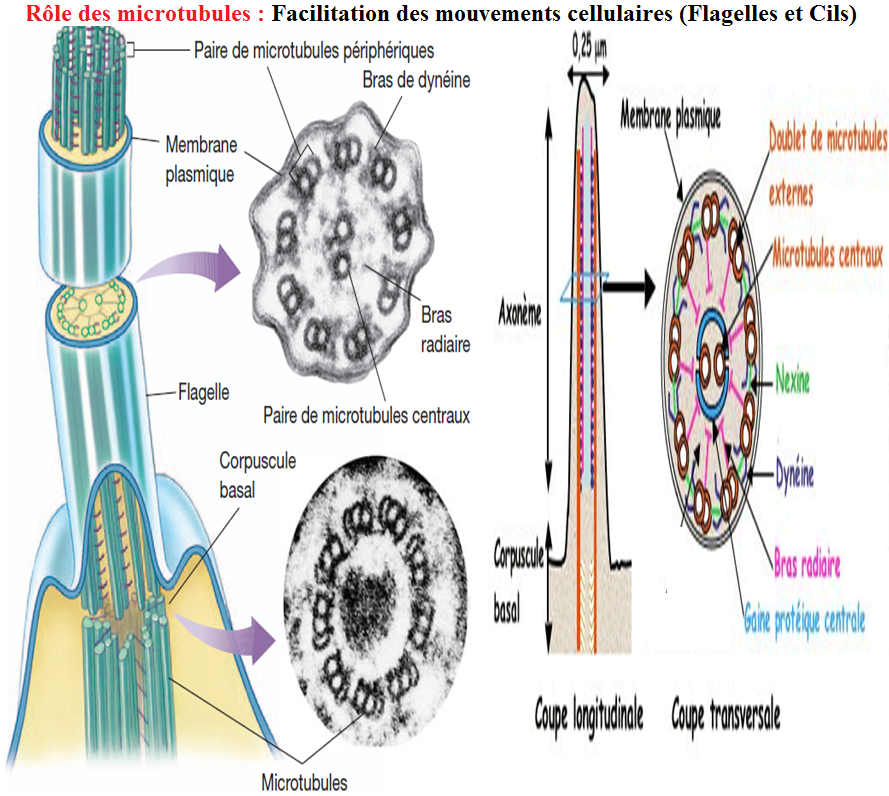 Rôle des microtubules : Facilitation des mouvements cellulaires (Flagelles et Cils)
Paire de microtubules périphériques
Bras de dynéine
Membrane
plasmique
Bras
radiaire
Flagelle
Paire de microtubules centraux
Corpuscule
basal
Microtubules
0,25 µm
Membrane plasmique
Doublet de microtubules
externes
Microtubules centraux
Axonème
Nexine
Dynéine
Corpuscule
basal
Bras radiaire
Gaine protéique centrale
Coupe longitudinale
Coupe transversale